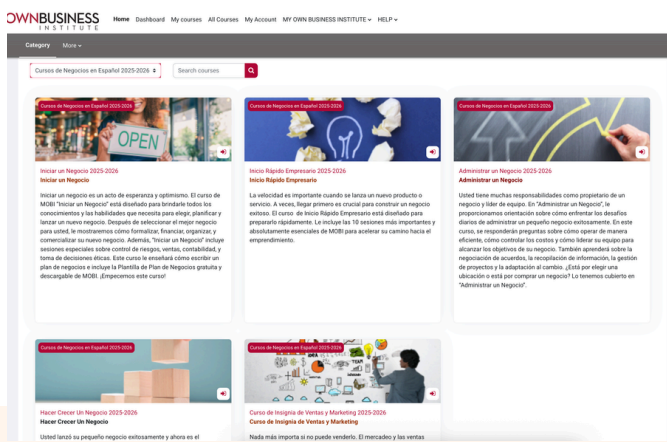 OWNBUSINESS
INSTITUTE
Home Dashboard My courses All Courses My Account MY OWN BUSINESS INSTITUTE HELP
Category More
Cursos de Negocios en Español 2025-2026
Search courses
Cursos de Negocios en Español 2025-2026
OPEN
Iniciar un Negocio 2025-2026
Iniciar un Negocio
Iniciar un negocio es un acto de esperanza y optimismo. El curso de
MOBI "Iniciar un Negocio" está diseñado para brindarle todos los
conocimientos y las habilidades que necesita para elegir, planificar y
lanzar un nuevo negocio. Después de seleccionar el mejor negocio
para usted, le mostraremos cómo formalizar, financiar, organizar, y
comercializar su nuevo negocio. Además, "Iniciar un Negocio" incluye
sesiones especiales sobre control de riesgos, ventas, contabilidad, y
toma de decisiones éticas. Este curso le enseñará cómo escribir un
plan de negocios e incluye la Plantilla de Plan de Negocios gratuita y
descargable de MOBI. ¡Empecemos este curso!
Cursos de Negocios en Español 2025-2026
Inicio Rápido Empresario 2025-2026
Inicio Rápido Empresario
La velocidad es importante cuando se lanza un nuevo producto o
servicio. A veces, llegar primero es crucial para construir un negocio
exitoso. El curso de Inicio Rápido Empresario está diseñado para
prepararlo rápidamente. Le incluye las 10 sesiones más importantes y
absolutamente esenciales de MOBI para acelerar su camino hacia el
emprendimiento.
Cursos de Negocios en Español 2025-2026
Administrar un Negocio 2025-2026
Administrar un Negocio
Usted tiene muchas responsabilidades como propietario de un
negocio y líder de equipo. En "Administrar un Negocio", le
proporcionamos orientación sobre cómo enfrentar los desafíos
diarios de administrar un pequeño negocio exitosamente. En este
curso, se responderán preguntas sobre cómo operar de manera
eficiente, cómo controlar los costos y cómo liderar su equipo para
alcanzar los objetivos de su negocio. También aprenderá sobre la
negociación de acuerdos, la recopilación de información, la gestión
de proyectos y la adaptación al cambio. ¿Está por elegir una
ubicación o está por comprar un negocio? Lo tenemos cubierto en
"Administrar un Negocio".
Cursos de Negocios en Español 2025-2026
Hacer Crecer Un Negocio 2025-2026
Hacer Crecer Un Negocio
Usted lanzó su pequeño negocio exitosamente y ahora es el
Cursos de Negocios en Español 2025-2026
IDEA
TEAM
Curso de Insignia de Ventas y Marketing 2025-2026
Curso de Insignia de Ventas y Marketing
Nada más importa si no puede venderlo. El mercadeo y las ventas